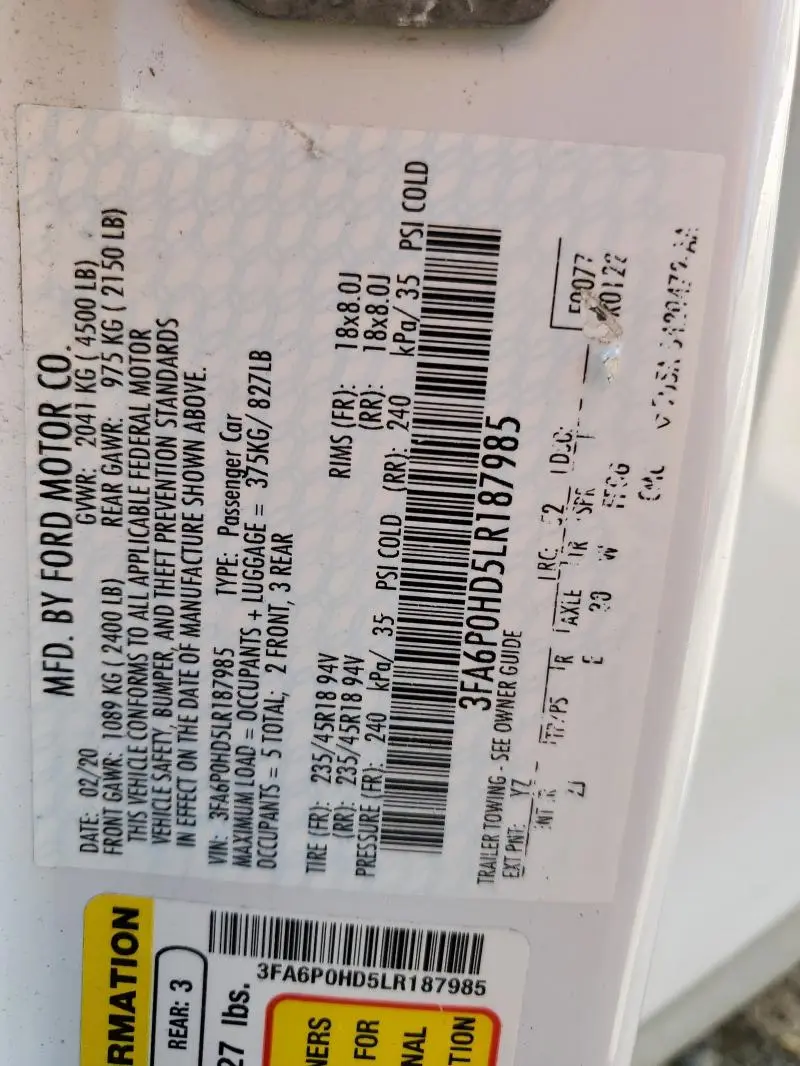 MFD. BY FORD MOTOR CO.
DATE: 02/20 GVWR: 2041 KG ( 4500 LB)
FRONT GAWR: 1089 KG ( 2400 LB) REAR GAWR: 975 KG ( 2150 LB)
THIS VEHICLE CONFORMS TO ALL APPLICABLE FEDERAL MOTOR
VEHICLE SAFETY, BUMPER, AND THEFT PREVENTION STANDARDS
IN EFFECT ON THE DATE OF MANUFACTURE SHOWN ABOVE.
VIN: 3FA6P0HD5LR187985 TYPE: Passenger Car
MAXIMUM LOAD = OCCUPANTS + LUGGAGE = 375KG/ 827LB
OCCUPANTS = 5 TOTAL; 2 FRONT, 3 REAR
TIRE (FR): 235/45R18 94V RIMS (FR): 18x8.0J
(RR): 235/45R18 94V (RR): 18x8.0J
PRESSURE (FR): 240 kPa/ 35 PSI COLD (RR): 240 kPa/ 35 PSI COLD
3FA6P0HD5LR187985
TRAILER TOWING - SEE OWNER GUIDE
EXT PNT: YZ
AXLE TR SPR
E 30 W
RMATION
REAR: 3
27 lbs.
3FA6P0HD5LR187985
NERS
FOR
NAL
TION